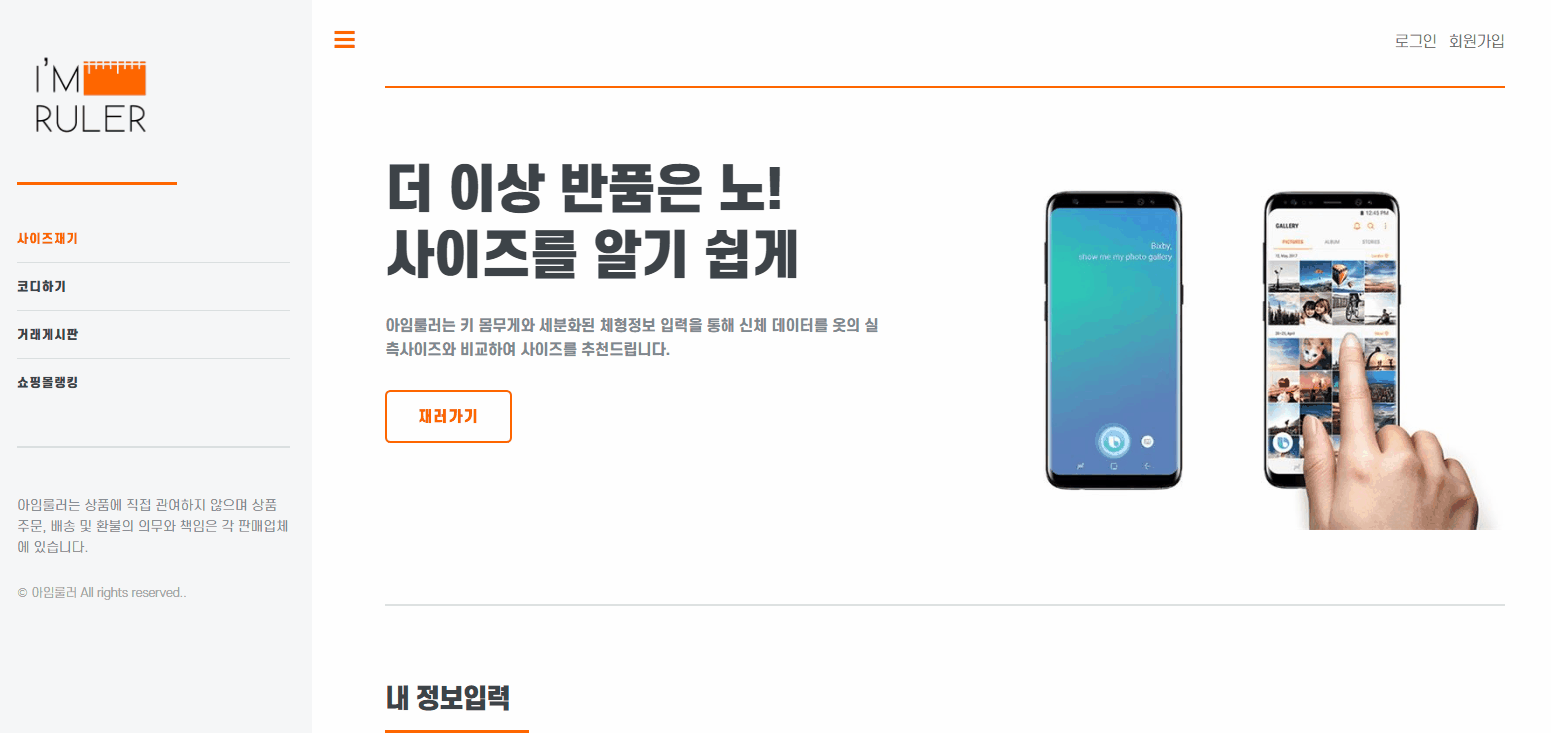 I'M
RULER
사이즈재기
코디하기
거래게시판
쇼핑몰랭킹
아임룰러는 상품에 직접 관여하지 않으며 상품
주문, 배송 및 환불의 의무와 책임은 각 판매업체
에 있습니다.
© 아임룰러 All rights reserved..
로그인 회원가입
더 이상 반품은 노!
사이즈를 알기 쉽게
아임룰러는 키 몸무게와 세분화된 체형정보 입력을 통해 신체 데이터를 옷의 실
측사이즈와 비교하여 사이즈를 추천드립니다.
재러가기
Bixby,
show me my photo gallery
12:45 PM
GALLERY
PICTURES ALBUM STORIES
내 정보입력